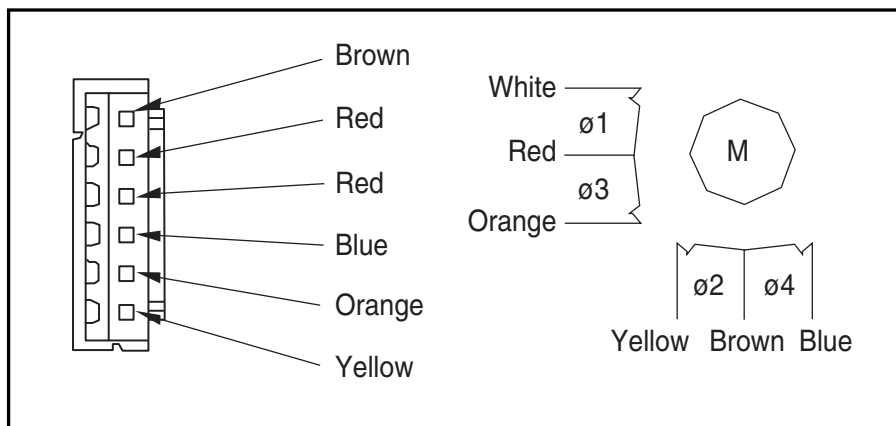 Brown
Red
Red
Blue
Orange
Yellow
White
ø1
Red
ø3
Orange
M
ø2 ø4
Yellow Brown Blue